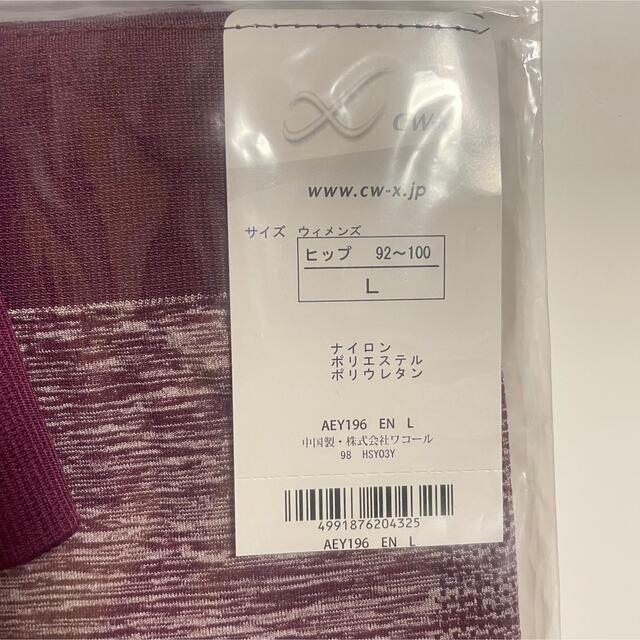 CW-X
www.cw-x.jp
サイズ ウィメンズ
ヒップ 92～100
L
ナイロン
ポリエステル
ポリウレタン
AEY196 EN L
中国製・株式会社ワコール
98 HSY03Y
4991876204325
AEY196 EN L